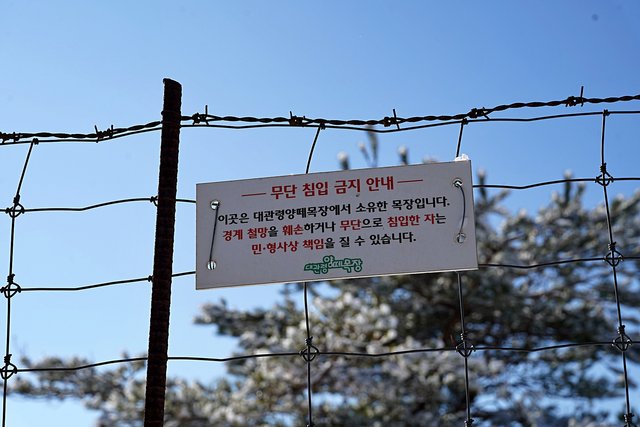 무단 침입 금지 안내
이곳은 대관령양떼목장에서 소유한 목장입니다.
경계 철망을 훼손하거나 무단으로 침입한 자는
민·형사상 책임을 질 수 있습니다.
대관령양떼목장